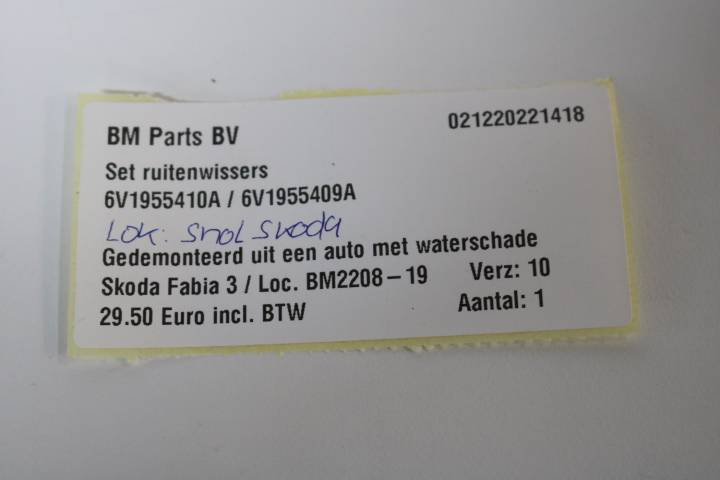 BM Parts BV
021220221418
Set ruitenwissers
6V1955410A / 6V1955409A
Lok: Snol Skoda
Gedemonteerd uit een auto met waterschade
Skoda Fabia 3 / Loc. BM2208-19 Verz: 10
29.50 Euro incl. BTW Aantal: 1